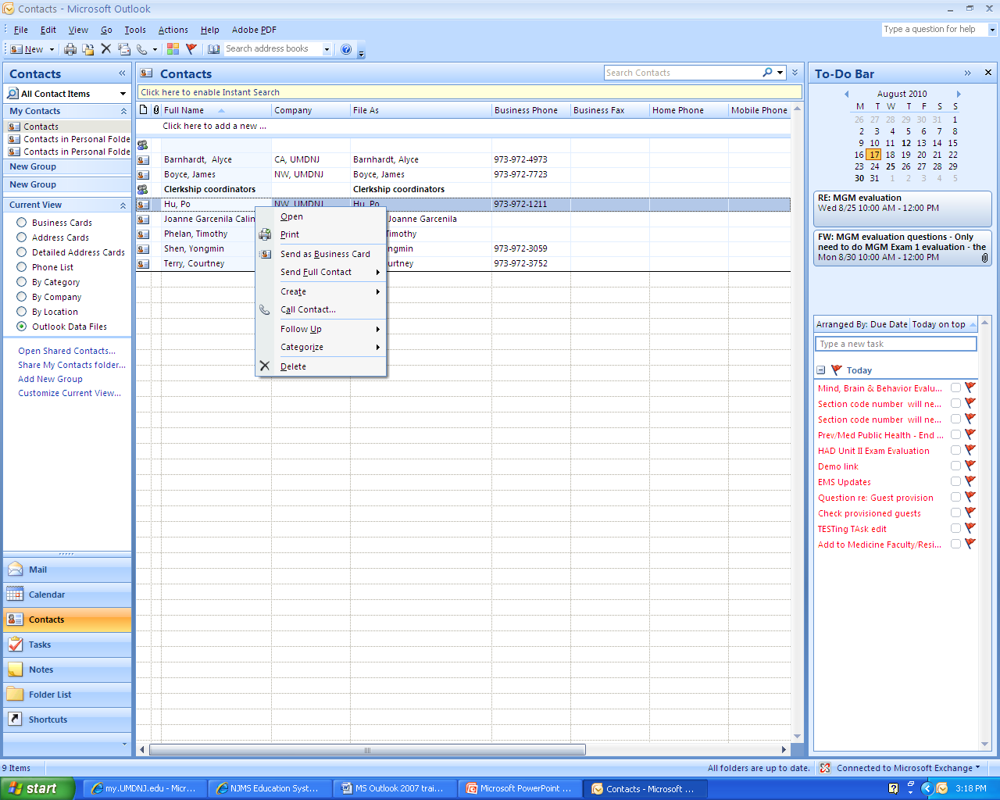 Contacts - Microsoft Outlook
File Edit View Go Tools Actions Help Adobe PDF
Type a question for help
New
Search address books
Contacts
All Contact Items
My Contacts
Contacts
Contacts in Personal Folde
Contacts in Personal Folde
New Group
New Group
Current View
Business Cards
Address Cards
Detailed Address Cards
Phone List
By Category
By Company
By Location
Outlook Data Files
Open Shared Contacts...
Share My Contacts folder...
Add New Group
Customize Current View...
Mail
Calendar
Contacts
Tasks
Notes
Folder List
Shortcuts
Contacts
Search Contacts
Click here to enable Instant Search
Full Name Company File As Business Phone Business Fax Home Phone Mobile Phone
Click here to add a new ...
Barnhardt, Alyce CA, UMDNJ Barnhardt, Alyce 973-972-4973
Boyce, James NW, UMDNJ Boyce, James 973-972-7723
Clerkship coordinators Clerkship coordinators
Hu, Po NW, UMDNJ Hu, Po 973-972-1211
Joanne Garcenila Calin Joanne Garcenila
Phelan, Timothy Timothy
Shen, Yongmin ngmin 973-972-3059
Terry, Courtney urtney 973-972-3752
Open
Print
Send as Business Card
Send Full Contact
Create
Call Contact...
Follow Up
Categorize
Delete
To-Do Bar
August 2010
M T W T F S S
26 27 28 29 30 31 1
2 3 4 5 6 7 8
9 10 11 12 13 14 15
16 17 18 19 20 21 22
23 24 25 26 27 28 29
30 31 1 2 3 4 5
RE: MGM evaluation
Wed 8/25 10:00 AM - 12:00 PM
FW: MGM evaluation questions - Only
need to do MGM Exam 1 evaluation - the
Mon 8/30 10:00 AM - 12:00 PM
Arranged By: Due Date Today on top
Type a new task
Today
Mind, Brain & Behavior Evalu...
Section code number will ne...
Section code number will ne...
Prev/Med Public Health - End ...
HAD Unit II Exam Evaluation
Demo link
EMS Updates
Question re: Guest provision
Check provisioned guests
TESTing TAsk edit
Add to Medicine Faculty/Resi...
9 Items
All folders are up to date.
Connected to Microsoft Exchange
start
my.UMDNJ.edu - Micr...
NJMS Education Syst...
MS Outlook 2007 trai...
Microsoft PowerPoint ...
Contacts - Microsoft ...
3:18 PM